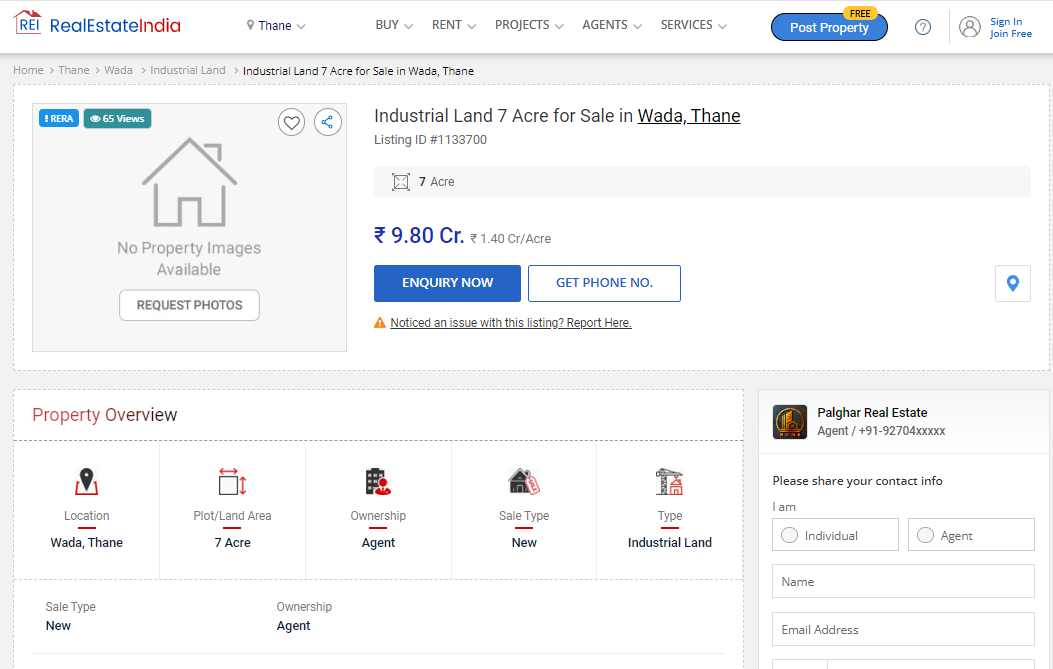 REI RealEstateIndia
Thane
BUY RENT PROJECTS AGENTS SERVICES
FREE
Post Property
?
Sign In
Join Free
Home > Thane > Wada > Industrial Land > Industrial Land 7 Acre for Sale in Wada, Thane
! RERA
65 Views
No Property Images
Available
REQUEST PHOTOS
Industrial Land 7 Acre for Sale in Wada, Thane
Listing ID #1133700
7 Acre
₹ 9.80 Cr. ₹ 1.40 Cr/Acre
ENQUIRY NOW GET PHONE NO.
Noticed an issue with this listing? Report Here.
Property Overview
Location
Wada, Thane
Plot/Land Area
7 Acre
Ownership
Agent
Sale Type
New
Type
Industrial Land
Sale Type
New
Ownership
Agent
Palghar Real Estate
Agent / +91-92704xxxxx
Please share your contact info
I am
Individual Agent
Name
Email Address